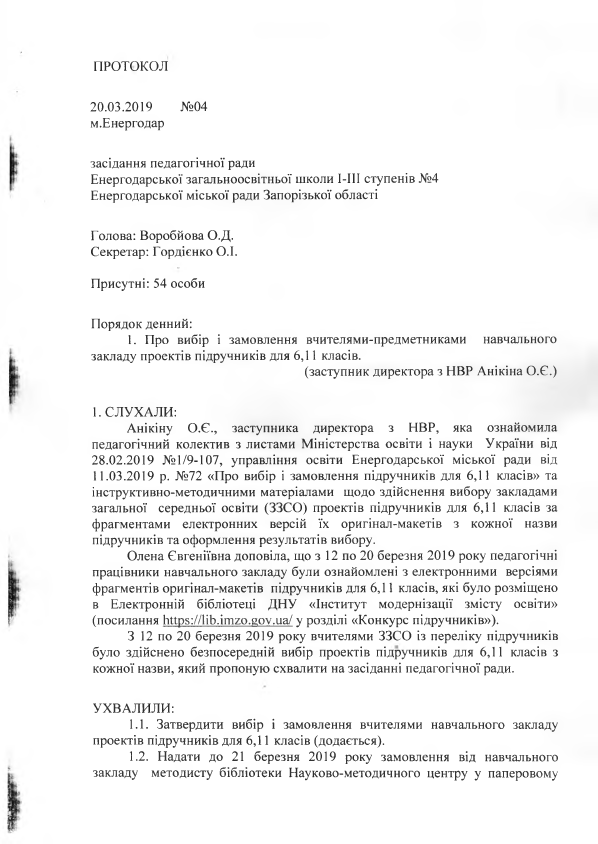 ПРОТОКОЛ
20.03.2019 №04
м.Енергодар
засідання педагогічної ради
Енергодарської загальноосвітньої школи І-ІІІ ступенів №4
Енергодарської міської ради Запорізької області
Голова: Воробйова О.Д.
Секретар: Гордієнко О.І.
Присутні: 54 особи
Порядок денний:
1. Про вибір і замовлення вчителями-предметниками навчального
закладу проектів підручників для 6,11 класів.
(заступник директора з НВР Анікіна О.Є.)
1. СЛУХАЛИ:
Анікіну О.Є., заступника директора з НВР, яка ознайомила
педагогічний колектив з листами Міністерства освіти і науки України від
28.02.2019 №1/9-107, управління освіти Енергодарської міської ради від
11.03.2019 р. №72 «Про вибір і замовлення підручників для 6,11 класів» та
інструктивно-методичними матеріалами щодо здійснення вибору закладами
загальної середньої освіти (ЗЗСО) проектів підручників для 6,11 класів за
фрагментами електронних версій їх оригінал-макетів з кожної назви
підручників та оформлення результатів вибору.
Олена Євгеніївна доповіла, що з 12 по 20 березня 2019 року педагогічні
працівники навчального закладу були ознайомлені з електронними версіями
фрагментів оригінал-макетів підручників для 6,11 класів, які було розміщено
в Електронній бібліотеці ДНУ «Інститут модернізації змісту освіти»
(посилання https://lib.imzo.gov.ua/ у розділі «Конкурс підручників»).
З 12 по 20 березня 2019 року вчителями ЗЗСО із переліку підручників
було здійснено безпосередній вибір проектів підручників для 6,11 класів з
кожної назви, який пропоную схвалити на засіданні педагогічної ради.
УХВАЛИЛИ:
1.1. Затвердити вибір і замовлення вчителями навчального закладу
проектів підручників для 6,11 класів (додається).
1.2. Надати до 21 березня 2019 року замовлення від навчального
закладу методисту бібліотеки Науково-методичного центру у паперовому